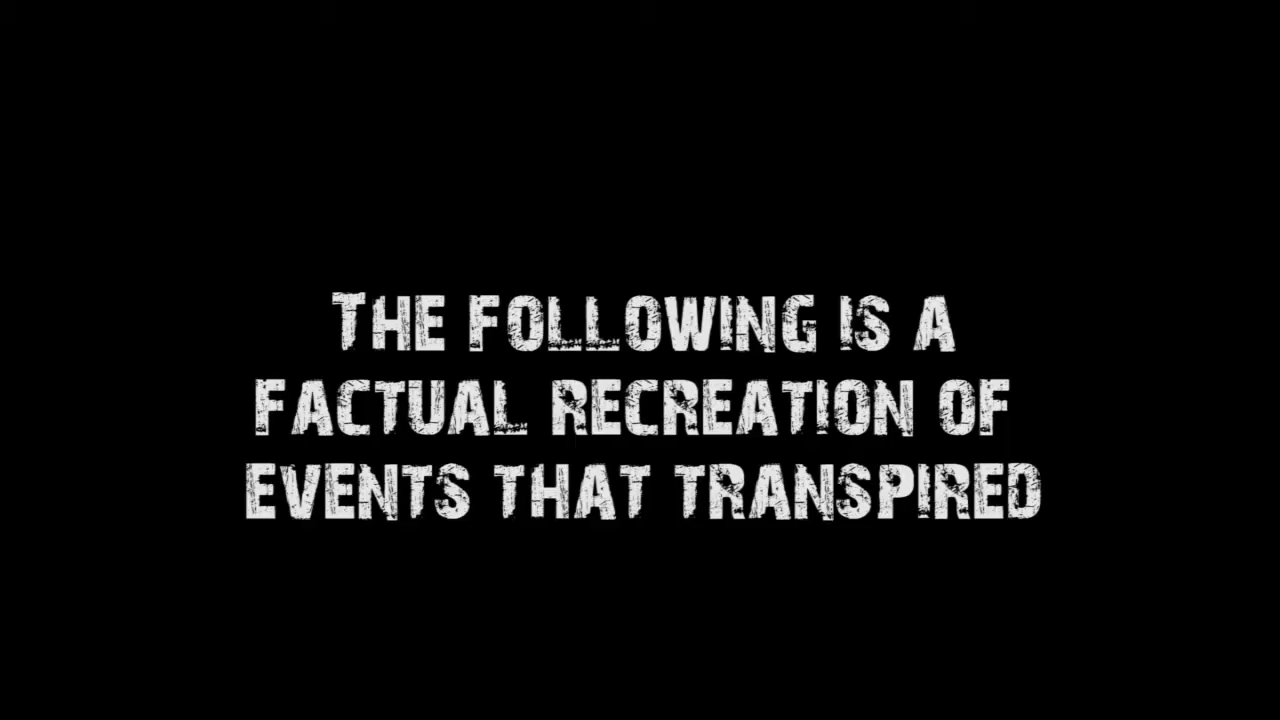 The following is a
factual recreation of
events that transpired